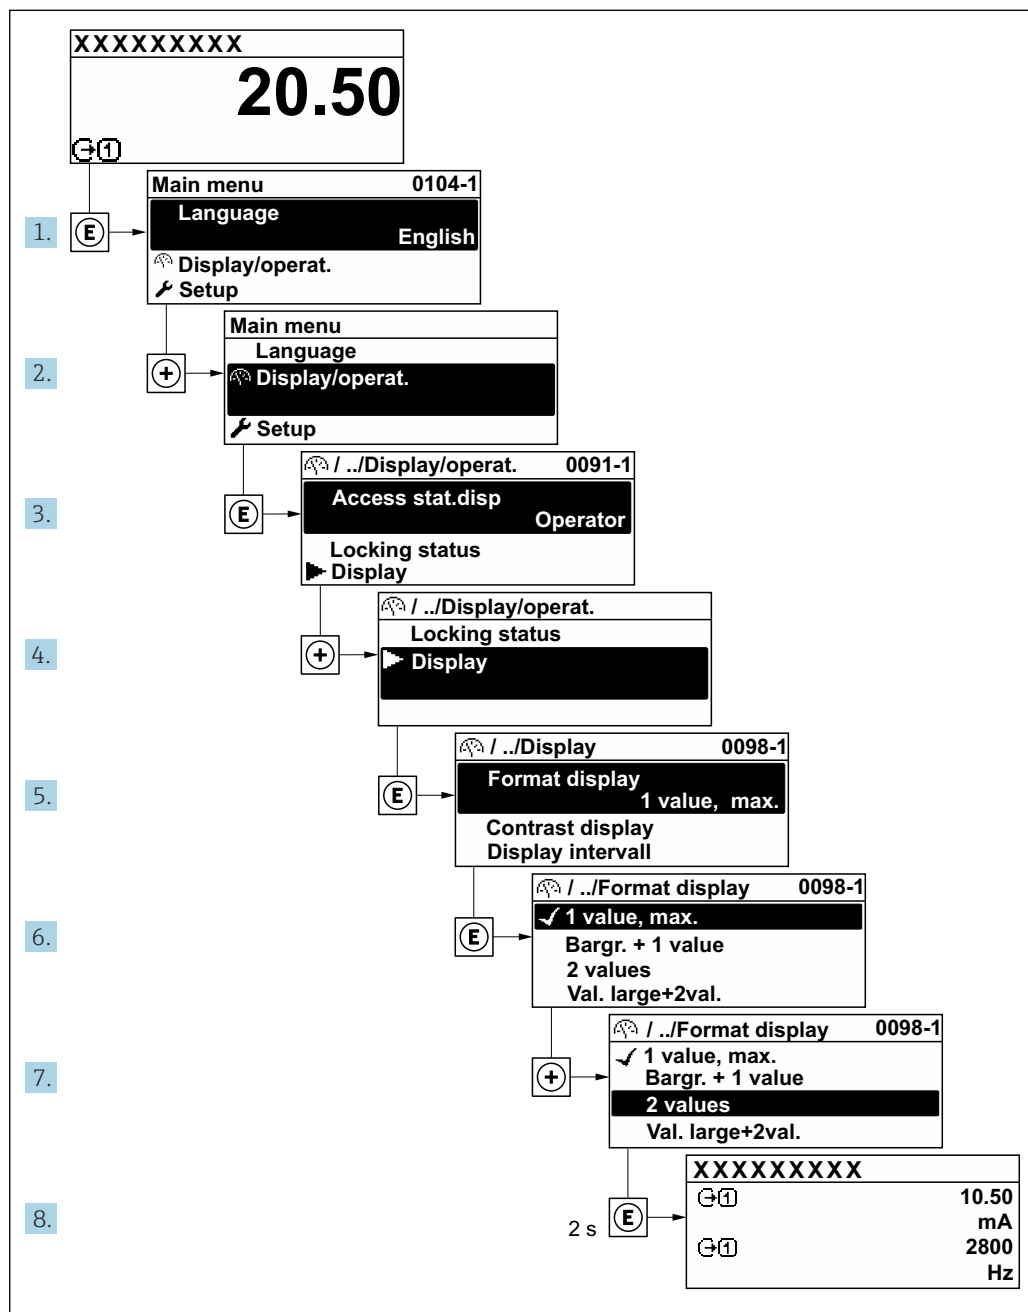 XXXXXXXXX
20.50
1
Main menu 0104-1
Language
English
Display/operat.
Setup
1. E
Main menu
Language
Display/operat.
Setup
2. +
/ ../Display/operat. 0091-1
Access stat.disp
Operator
Locking status
Display
3. E
/ ../Display/operat.
Locking status
Display
4. +
/ ../Display 0098-1
Format display
1 value, max.
Contrast display
Display intervall
5. E
/ ../Format display 0098-1
1 value, max.
Bargr. + 1 value
2 values
Val. large+2val.
6. E
/ ../Format display 0098-1
1 value, max.
Bargr. + 1 value
2 values
Val. large+2val.
7. +
XXXXXXXXX
1 10.50
mA
1 2800
Hz
8. 2 s E